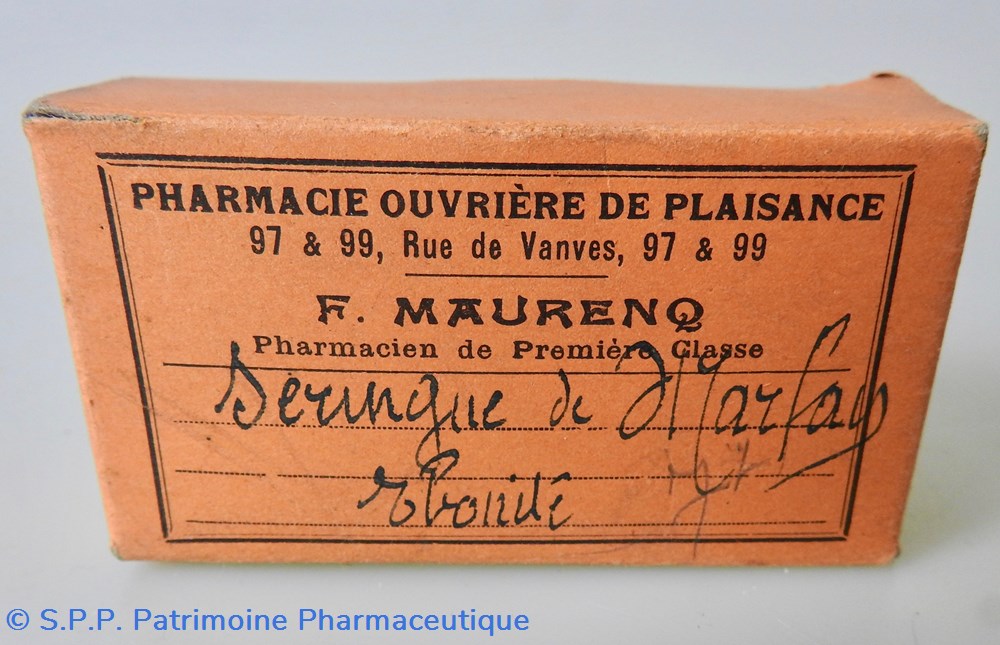 PHARMACIE OUVRIÈRE DE PLAISANCE
97 & 99, Rue de Vanves, 97 & 99
F. MAURENQ
Pharmacien de Première Classe
Seringue de Marfan
ébonite
© S.P.P. Patrimoine Pharmaceutique